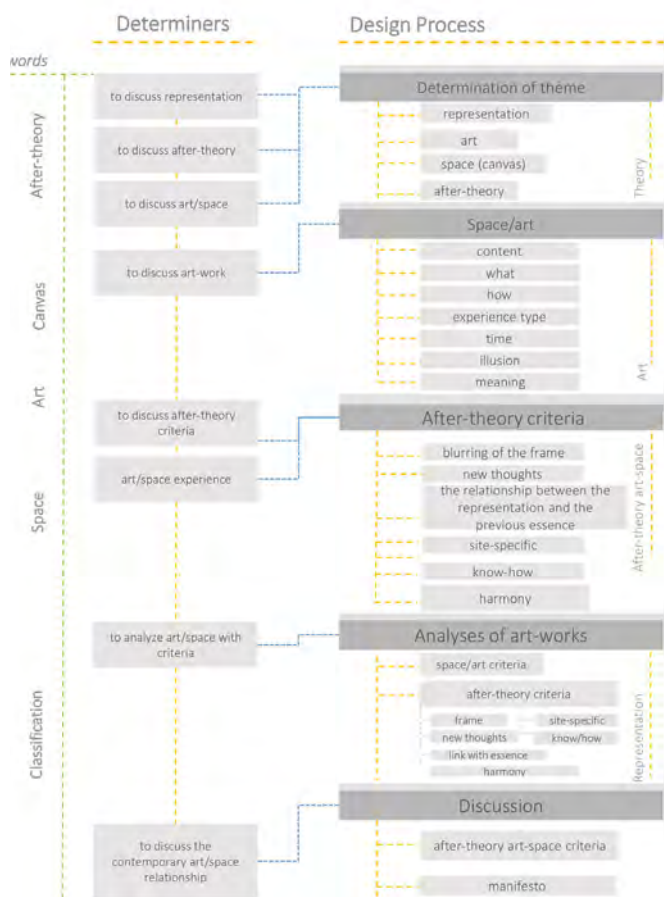 Determiners
Design Process
words
After-theory
Canvas
Art
Space
Classification
to discuss representation
to discuss after-theory
to discuss art/space
to discuss art-work
to discuss after-theory
criteria
art/space experience
to analyze art/space with
criteria
to discuss the
contemporary art/space
relationship
Determination of theme
representation
art
space (canvas)
after-theory
Theory
Space/art
content
what
how
experience type
time
illusion
meaning
Art
After-theory criteria
blurring of the frame
new thoughts
the relationship between the
representation and the
previous essence
site-specific
know-how
harmony
After-theory art-space
Analyses of art-works
space/art criteria
after-theory criteria
frame
site-specific
new thoughts
know/how
link with essence
harmony
Representation
Discussion
after-theory art-space criteria
manifesto